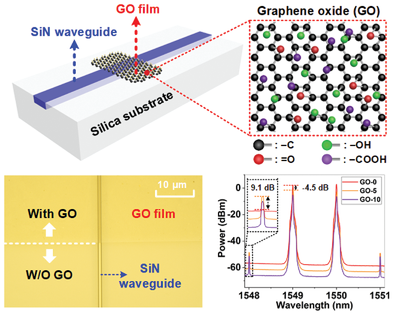 GO film
SiN waveguide
Silica substrate
Graphene oxide (GO)
: –C
: –OH
: =O
: –COOH
10 μm
With GO
GO film
W/O GO
SiN
waveguide
9.1 dB
-4.5 dB
GO-0
GO-5
GO-10
Power (dBm)
0
-20
-40
-60
1548
1549
1550
1551
Wavelength (nm)